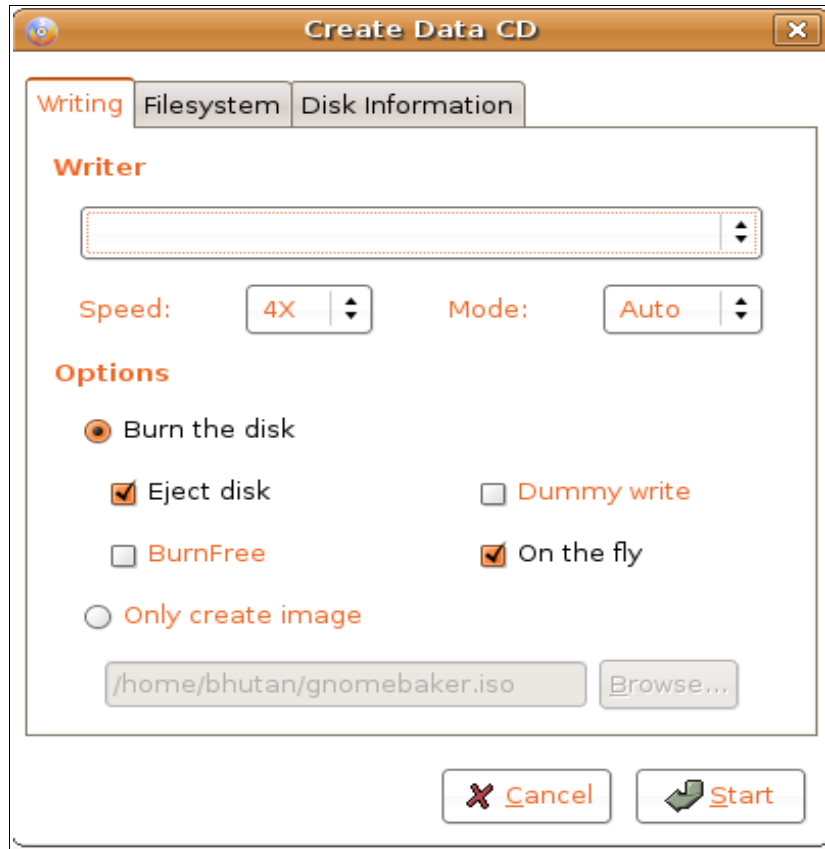 Create Data CD
Writing Filesystem Disk Information
Writer
Speed: 4X Mode: Auto
Options
Burn the disk
Eject disk Dummy write
BurnFree On the fly
Only create image
/home/bhutan/gnomebaker.iso Browse...
Cancel Start